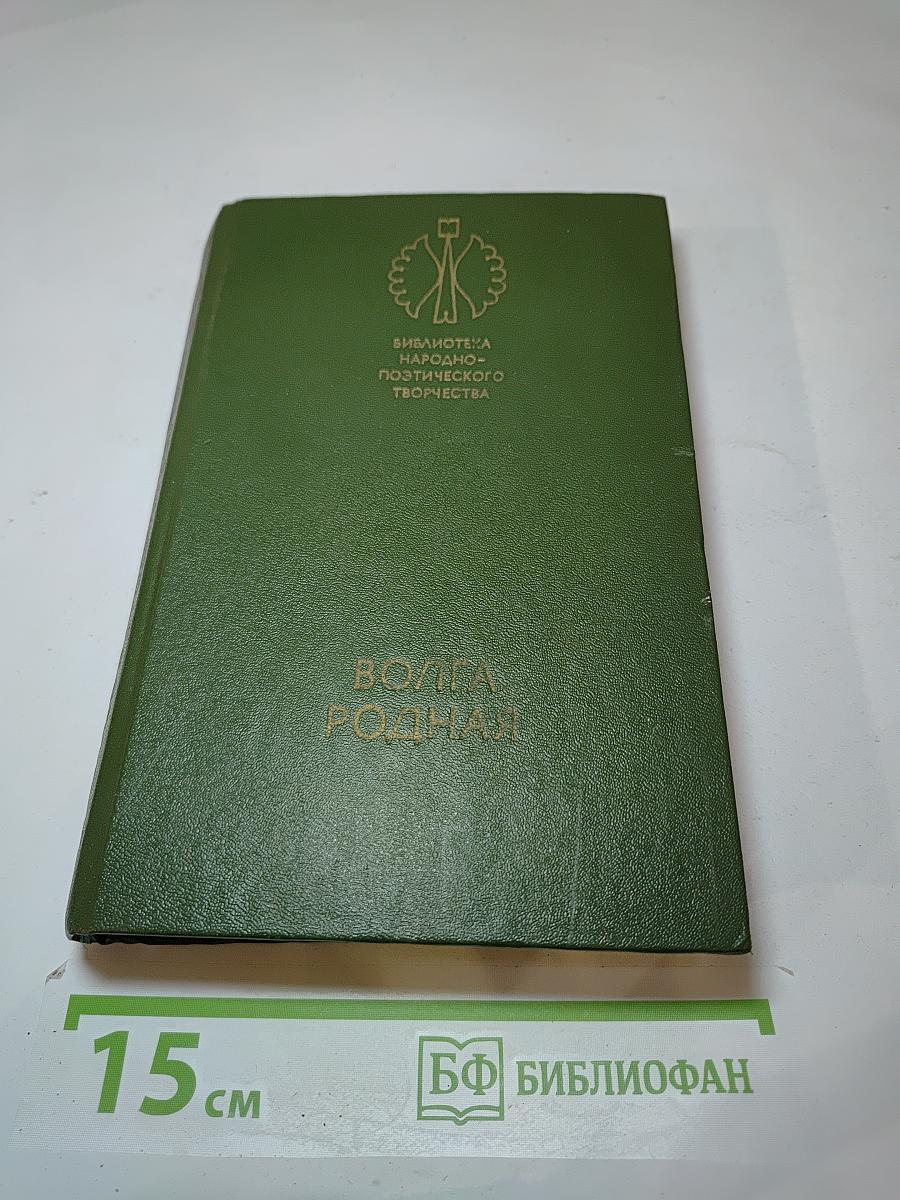 БИБЛИОТЕКА
НАРОДНО-
ПОЭТИЧЕСКОГО
ТВОРЧЕСТВА
ВОЛГА
РОДНАЯ
15 см
БФ БИБЛИОФАН